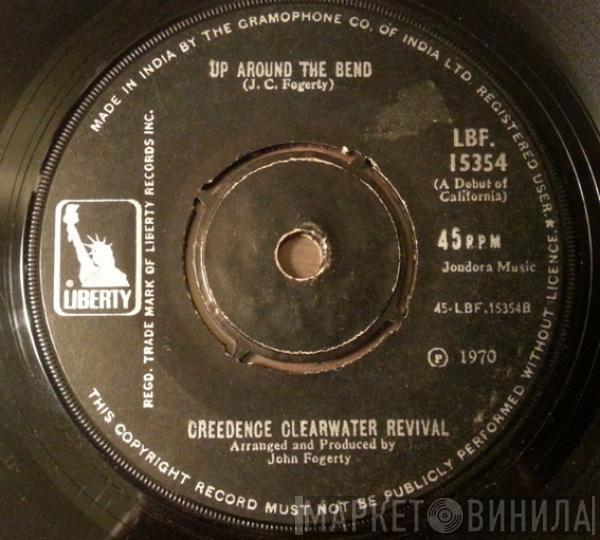 MADE IN INDIA BY THE GRAMOPHONE CO. OF INDIA LTD. REGISTERED USER.*
UP AROUND THE BEND
(J. C. Fogerty)
LBF.
15354
(A Debut of
California)
45 R.P.M
Jondora Music
45-LBF.15354B
Ⓟ 1970
LIBERTY
REGD. TRADE MARK OF LIBERTY RECORDS INC.
CREEDENCE CLEARWATER REVIVAL
Arranged and Produced by
John Fogerty
THIS COPYRIGHT RECORD MUST NOT BE PUBLICLY PERFORMED WITHOUT LICENCE.*
МАРКЕТ ВИНИЛА